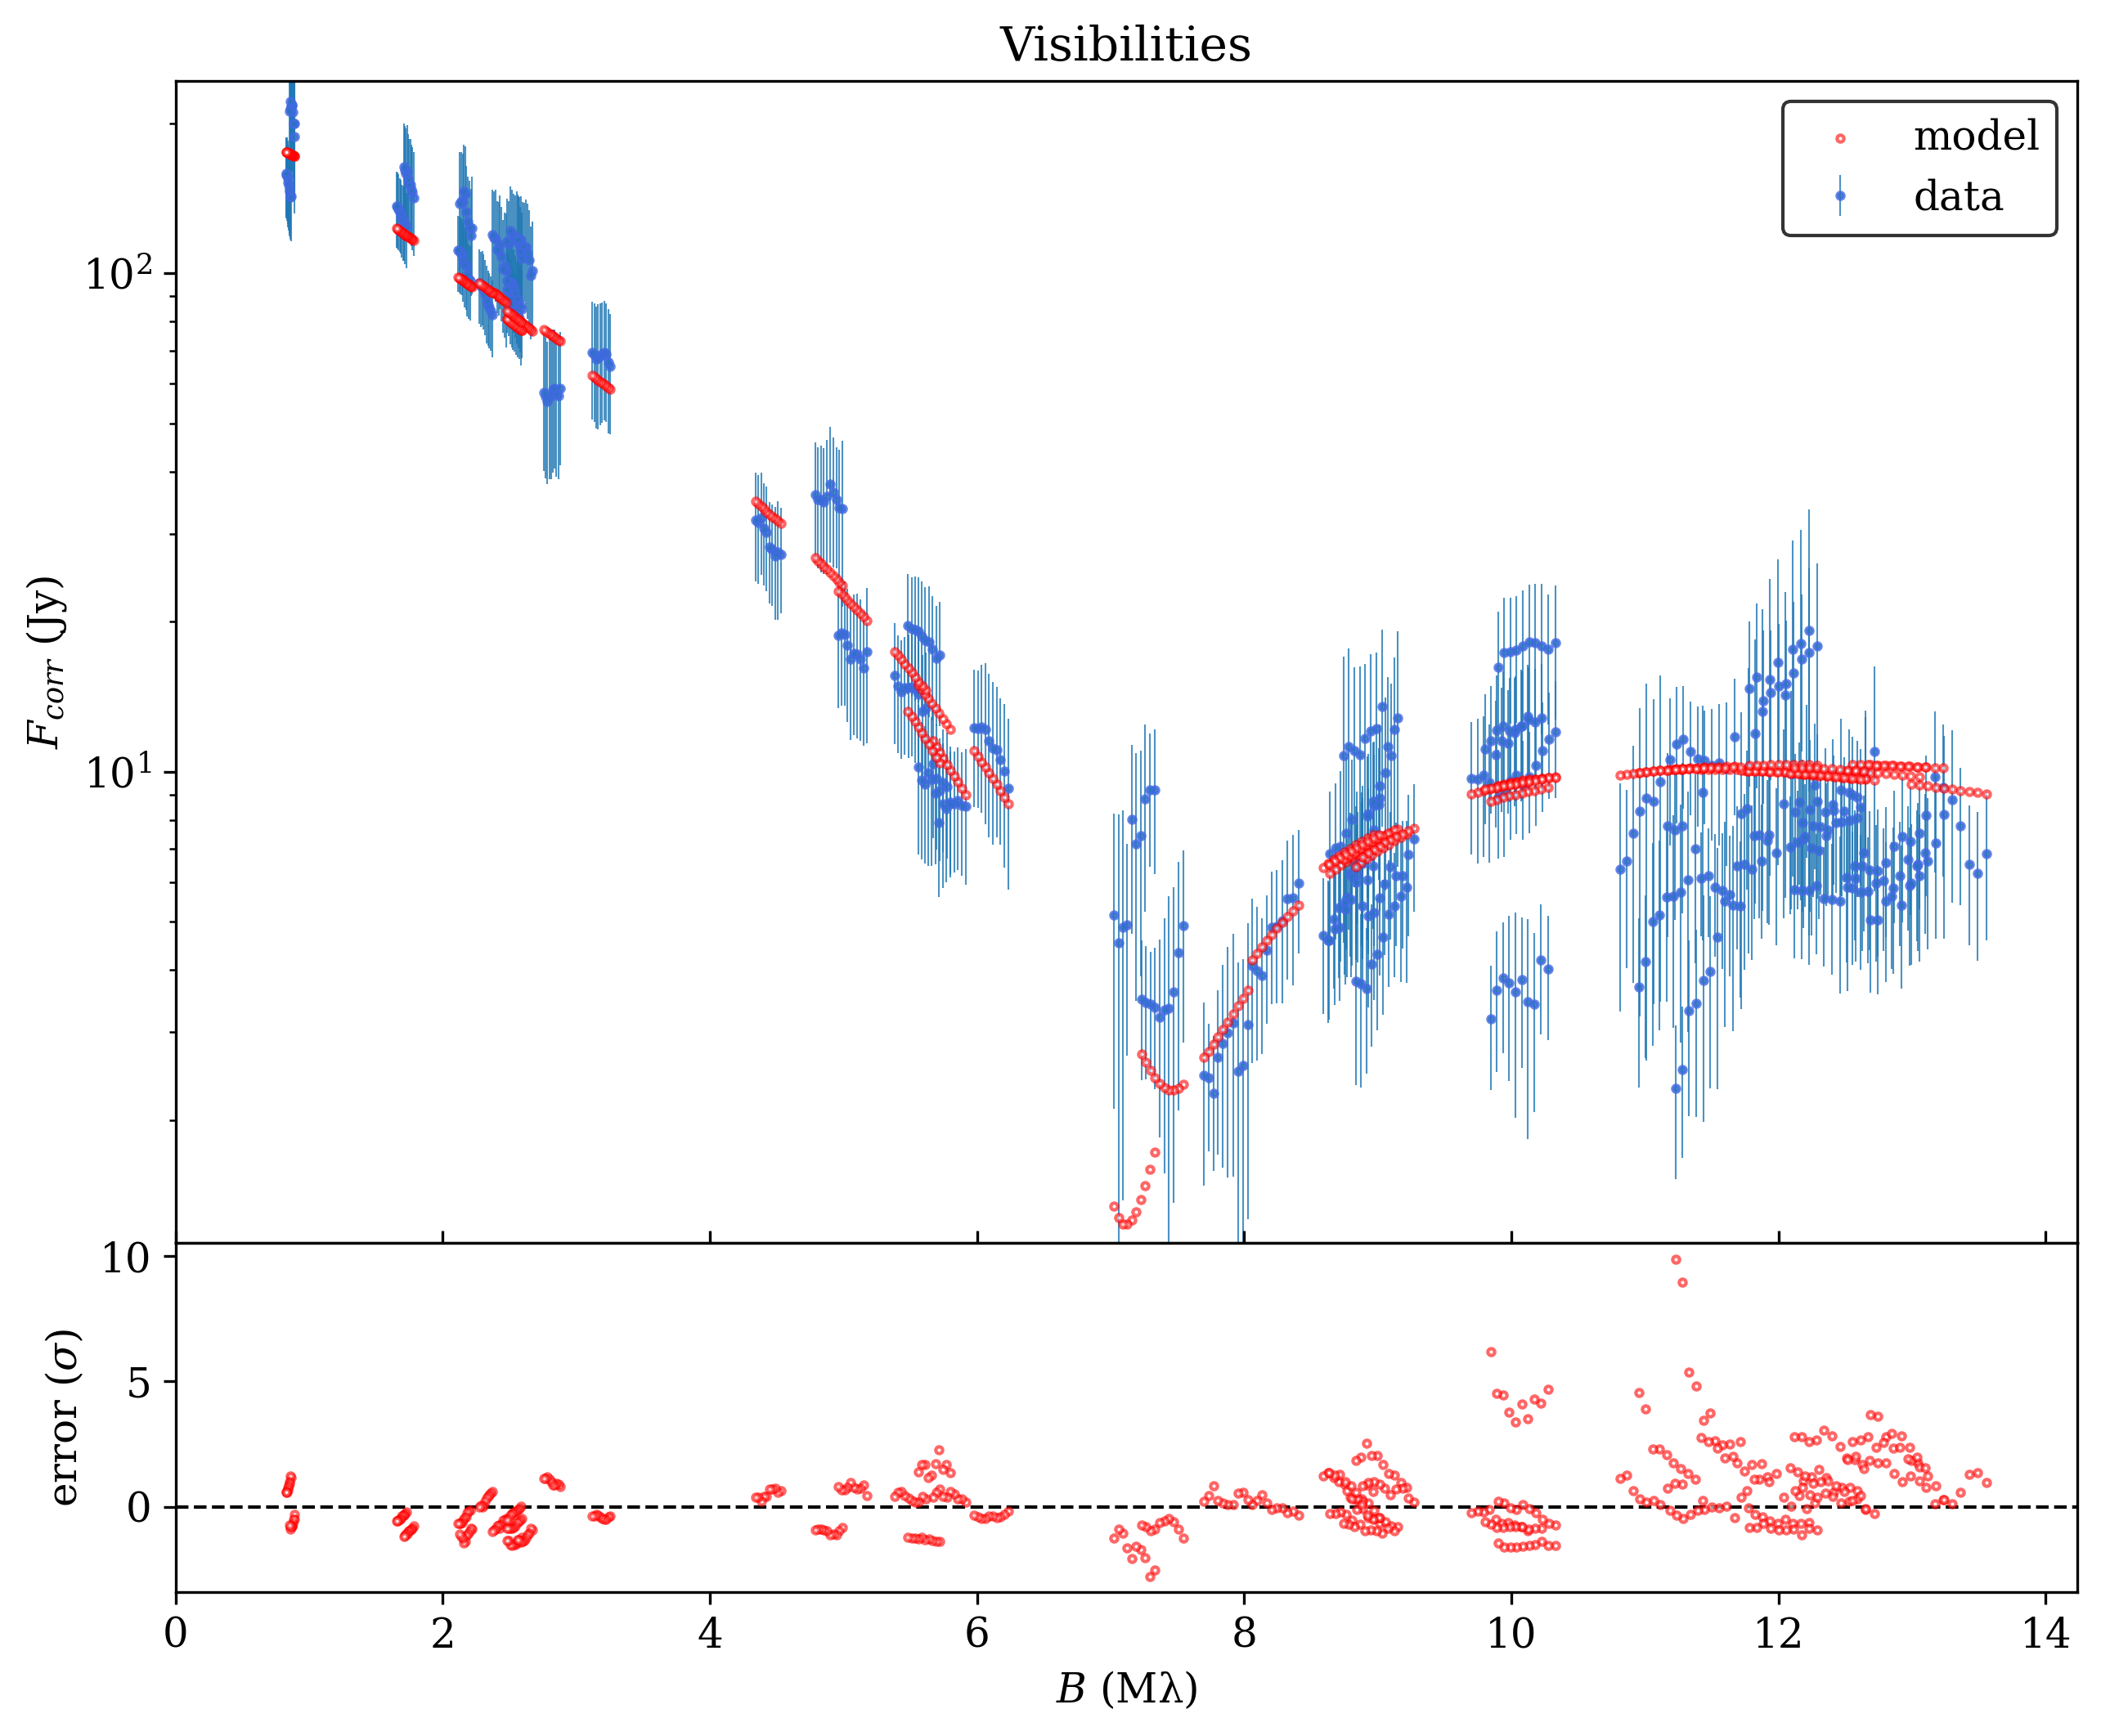 Visibilities
model
data
10²
10¹
F_corr (Jy)
10
5
0
error (σ)
0 2 4 6 8 10 12 14
B (Mλ)